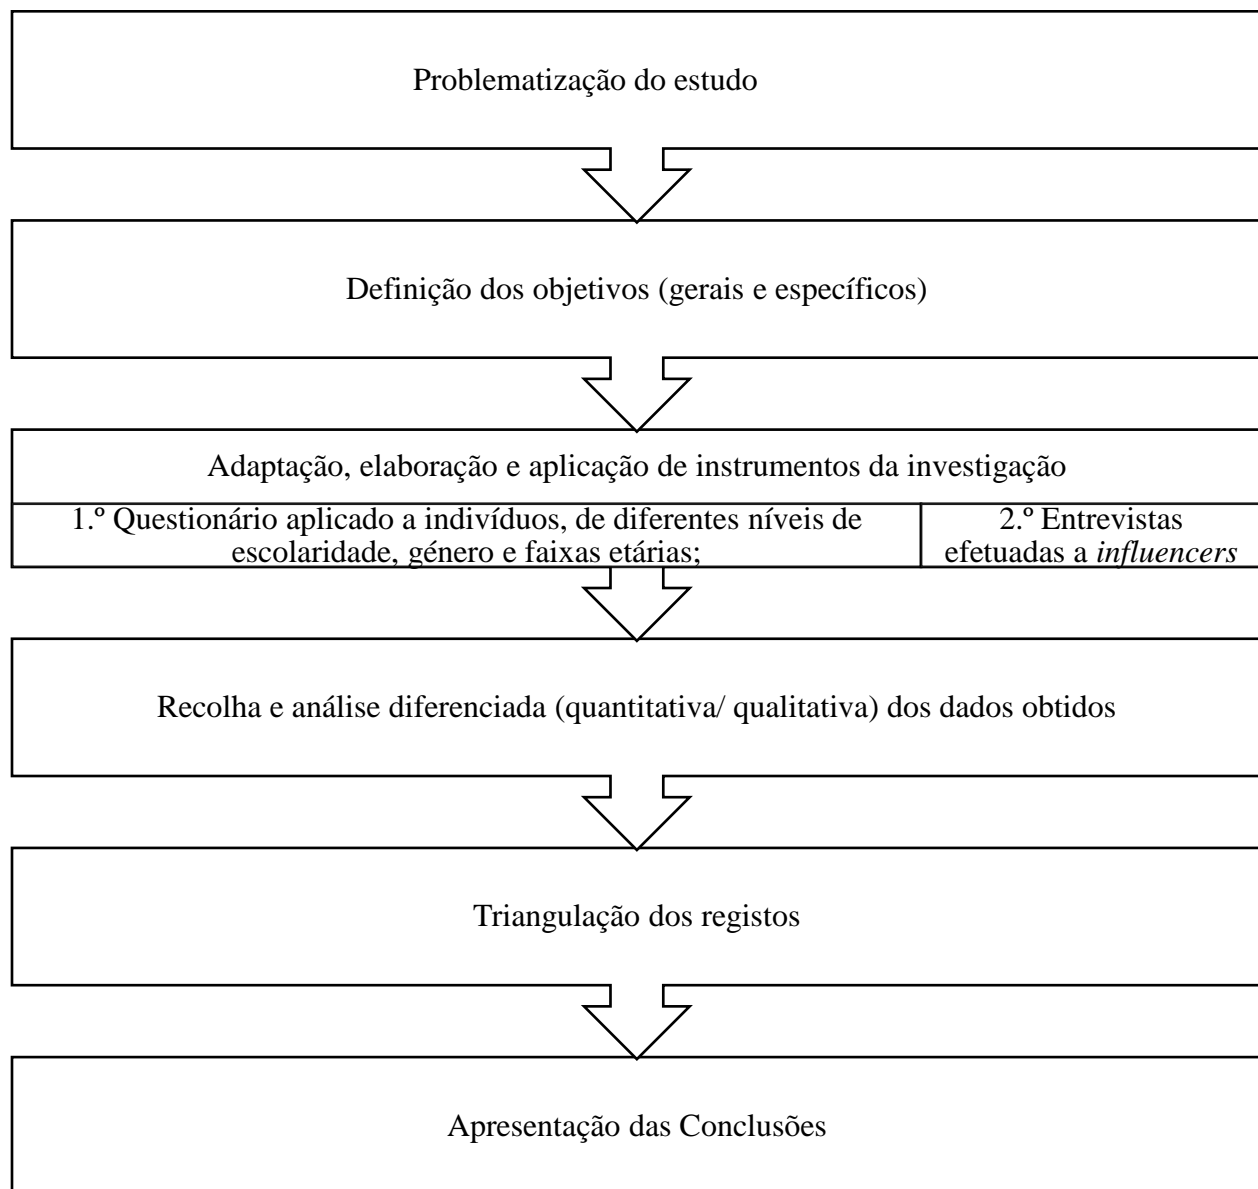 Problematização do estudo
Definição dos objetivos (gerais e específicos)
Adaptação, elaboração e aplicação de instrumentos da investigação
1.º Questionário aplicado a indivíduos, de diferentes níveis de
escolaridade, género e faixas etárias;
2.º Entrevistas
efetuadas a influencers
Recolha e análise diferenciada (quantitativa/ qualitativa) dos dados obtidos
Triangulação dos registos
Apresentação das Conclusões